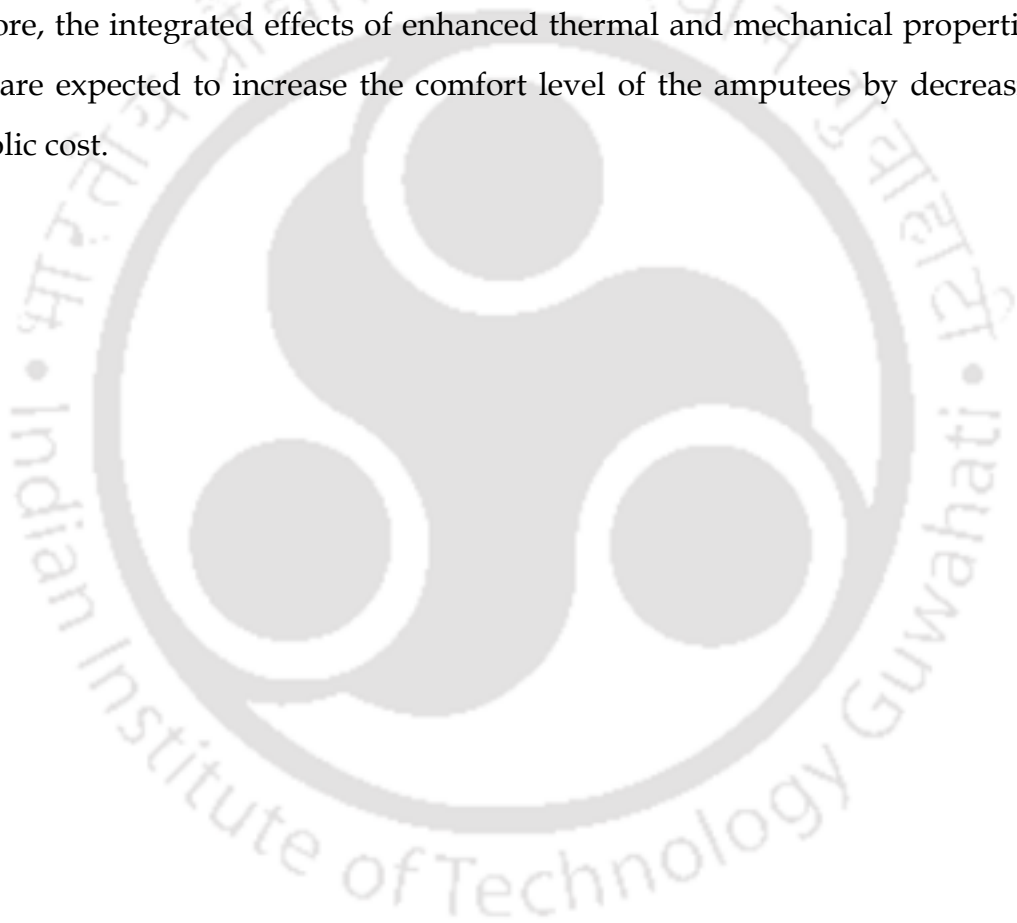 ore, the integrated effects of enhanced thermal and mechanical properti
are expected to increase the comfort level of the amputees by decreas
olic cost.
Indian Institute of Technology Guwahati